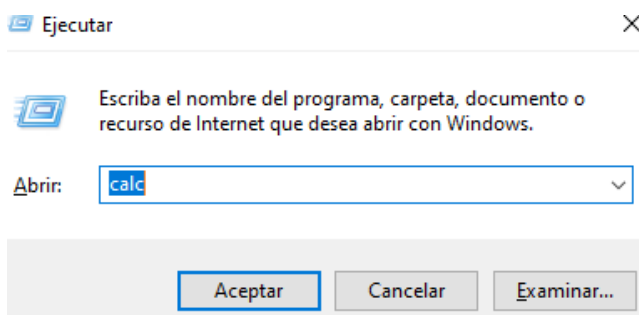 Ejecutar
Escriba el nombre del programa, carpeta, documento o
recurso de Internet que desea abrir con Windows.
Abrir: calc
Aceptar Cancelar Examinar...